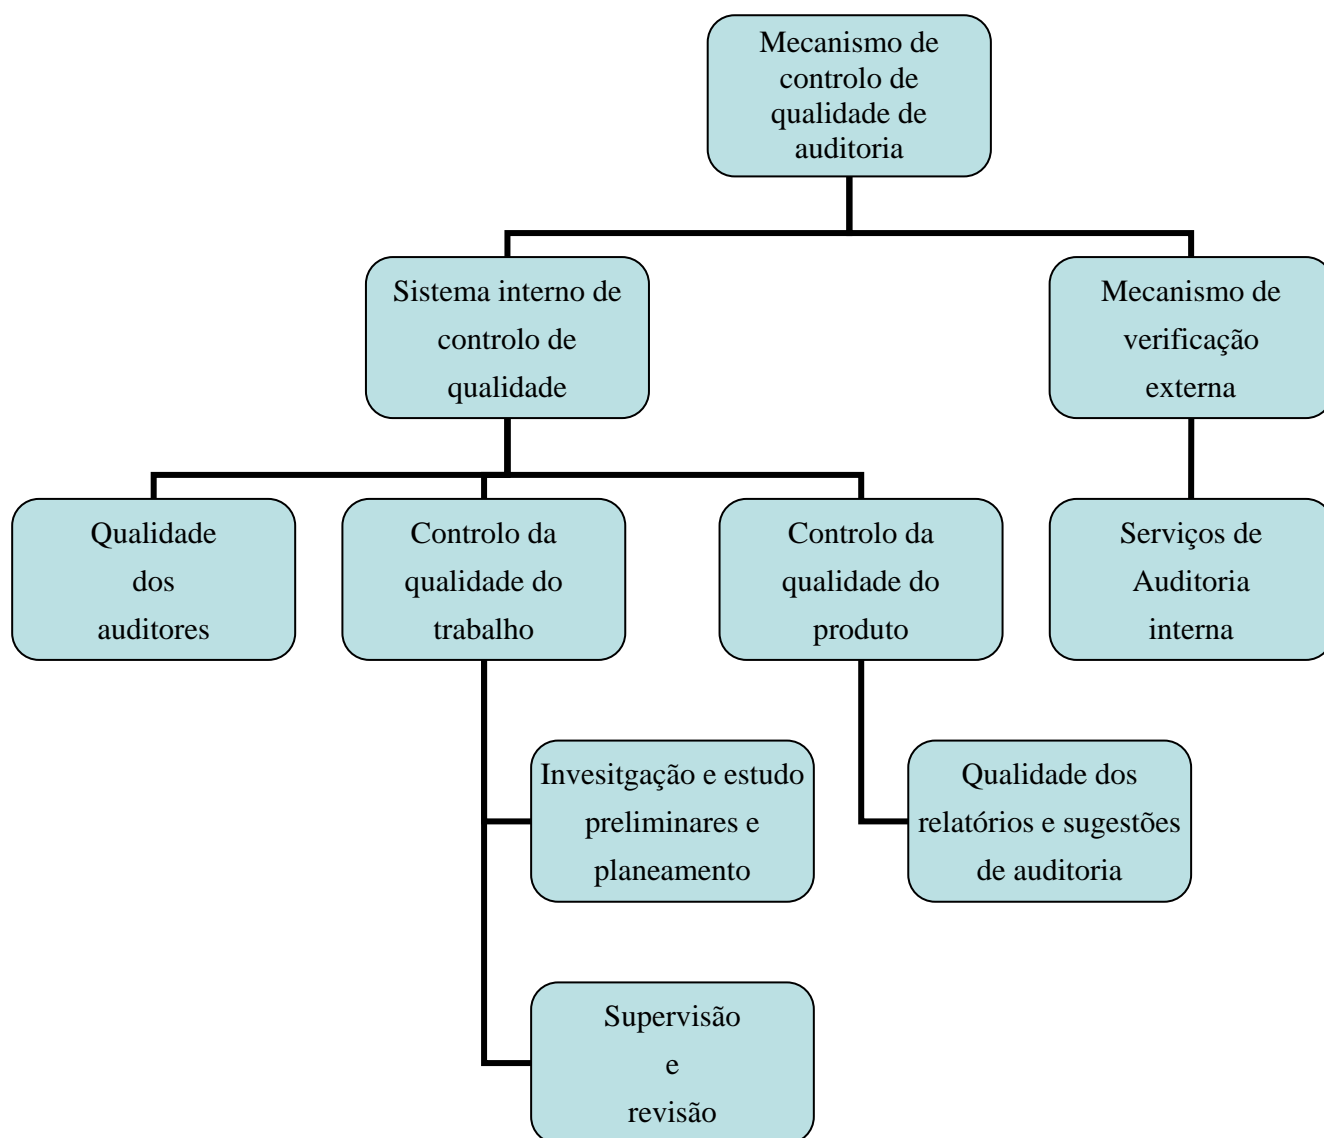 Mecanismo de
controlo de
qualidade de
auditoria
Sistema interno de
controlo de
qualidade
Mecanismo de
verificação
externa
Qualidade
dos
auditores
Controlo da
qualidade do
trabalho
Controlo da
qualidade do
produto
Serviços de
Auditoria
interna
Invesitgação e estudo
preliminares e
planeamento
Qualidade dos
relatórios e sugestões
de auditoria
Supervisão
e
revisão